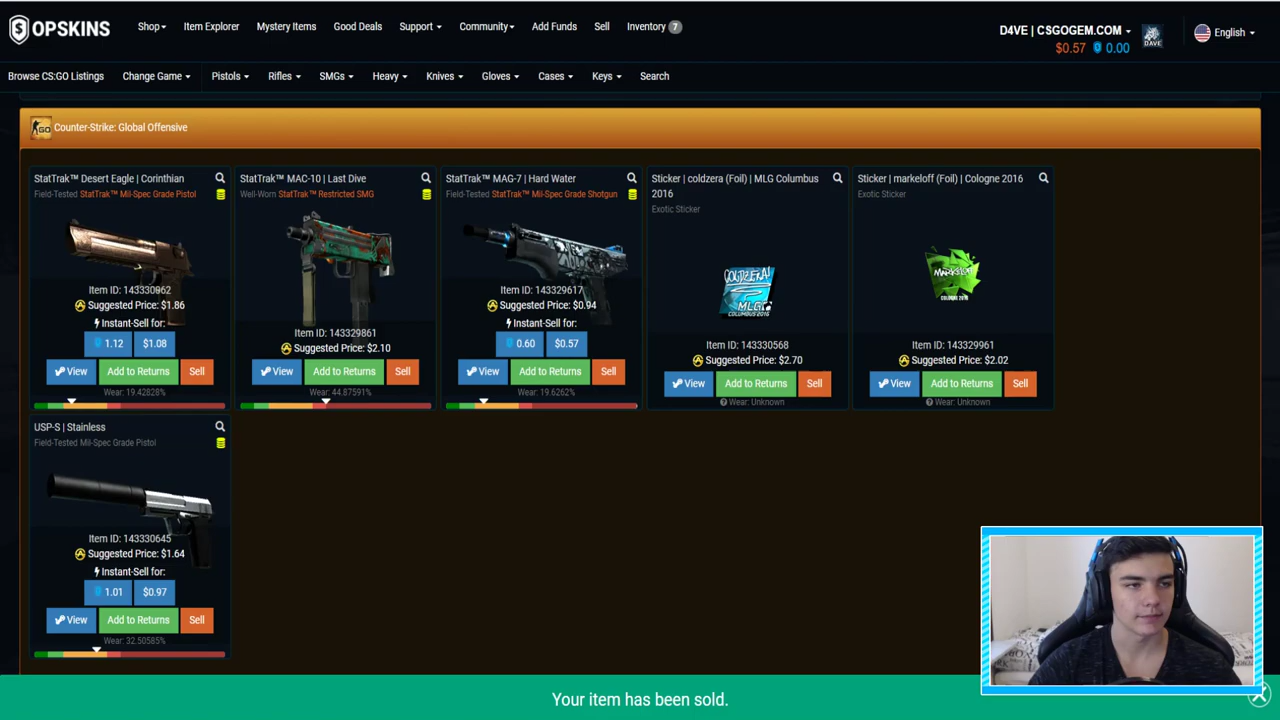 OPSKINS
Shop Item Explorer Mystery Items Good Deals Support Community Add Funds Sell Inventory 7
D4VE | CSGOGEM.COM
$0.57 0.00
DAVE
English
Browse CS:GO Listings Change Game Pistols Rifles SMGs Heavy Knives Gloves Cases Keys Search
GO Counter-Strike: Global Offensive
StatTrak™ Desert Eagle | Corinthian
Field-Tested StatTrak™ Mil-Spec Grade Pistol
Item ID: 143330962
Suggested Price: $1.86
Instant-Sell for:
1.12 $1.08
View Add to Returns Sell
Wear: 19.42828%
StatTrak™ MAC-10 | Last Dive
Well-Worn StatTrak™ Restricted SMG
Item ID: 143329861
Suggested Price: $2.10
View Add to Returns Sell
Wear: 44.87591%
StatTrak™ MAG-7 | Hard Water
Field-Tested StatTrak™ Mil-Spec Grade Shotgun
Item ID: 143329617
Suggested Price: $0.94
Instant-Sell for:
0.60 $0.57
View Add to Returns Sell
Wear: 19.6262%
Sticker | coldzera (Foil) | MLG Columbus
2016
Exotic Sticker
COLDZERA!
MLG
COLUMBUS 2016
Item ID: 143330568
Suggested Price: $2.70
View Add to Returns Sell
Wear: Unknown
Sticker | markeloff (Foil) | Cologne 2016
Exotic Sticker
MARKELOFF
COLOGNE 2016
Item ID: 143329961
Suggested Price: $2.02
View Add to Returns Sell
Wear: Unknown
USP-S | Stainless
Field-Tested Mil-Spec Grade Pistol
Item ID: 143330645
Suggested Price: $1.64
Instant-Sell for:
1.01 $0.97
View Add to Returns Sell
Wear: 32.50585%
Your item has been sold.